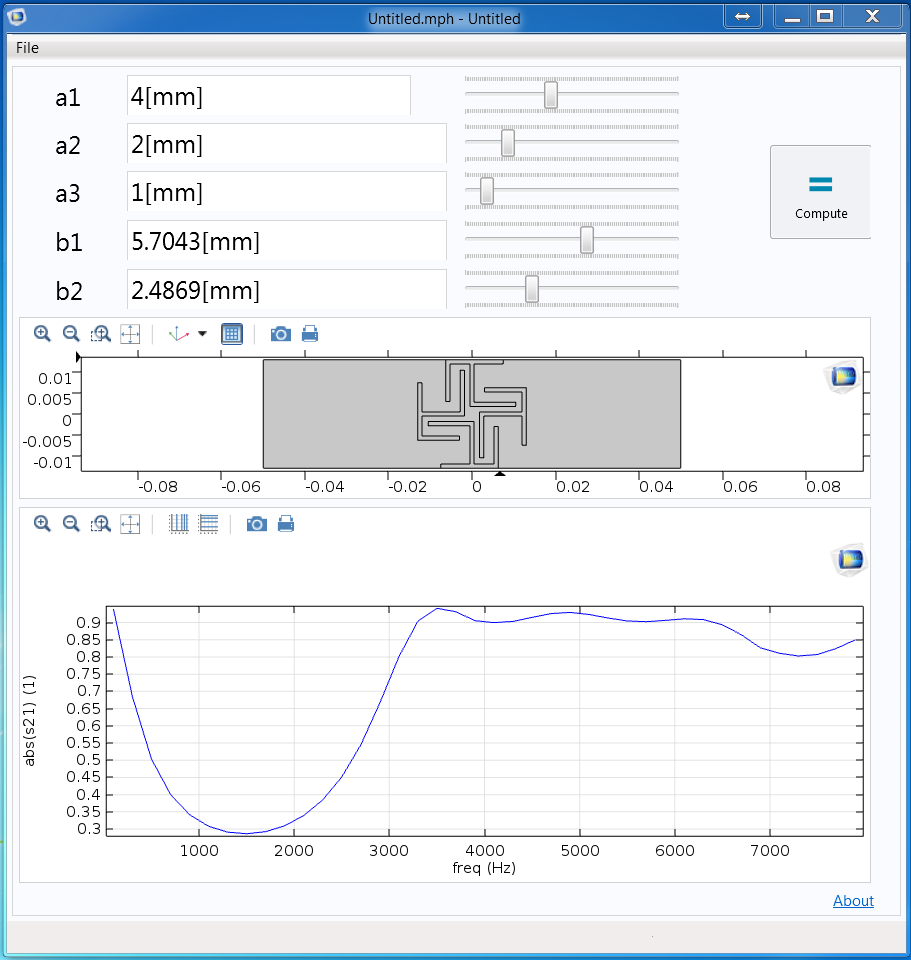 Untitled.mph - Untitled
File
a1 4[mm]
a2 2[mm]
a3 1[mm]
b1 5.7043[mm]
b2 2.4869[mm]
Compute
0.01
0.005
0
-0.005
-0.01
-0.08 -0.06 -0.04 -0.02 0 0.02 0.04 0.06 0.08
0.9
0.85
0.8
0.75
0.7
0.65
0.6
0.55
0.5
0.45
0.4
0.35
0.3
abs(s21) (1)
1000 2000 3000 4000 5000 6000 7000
freq (Hz)
About